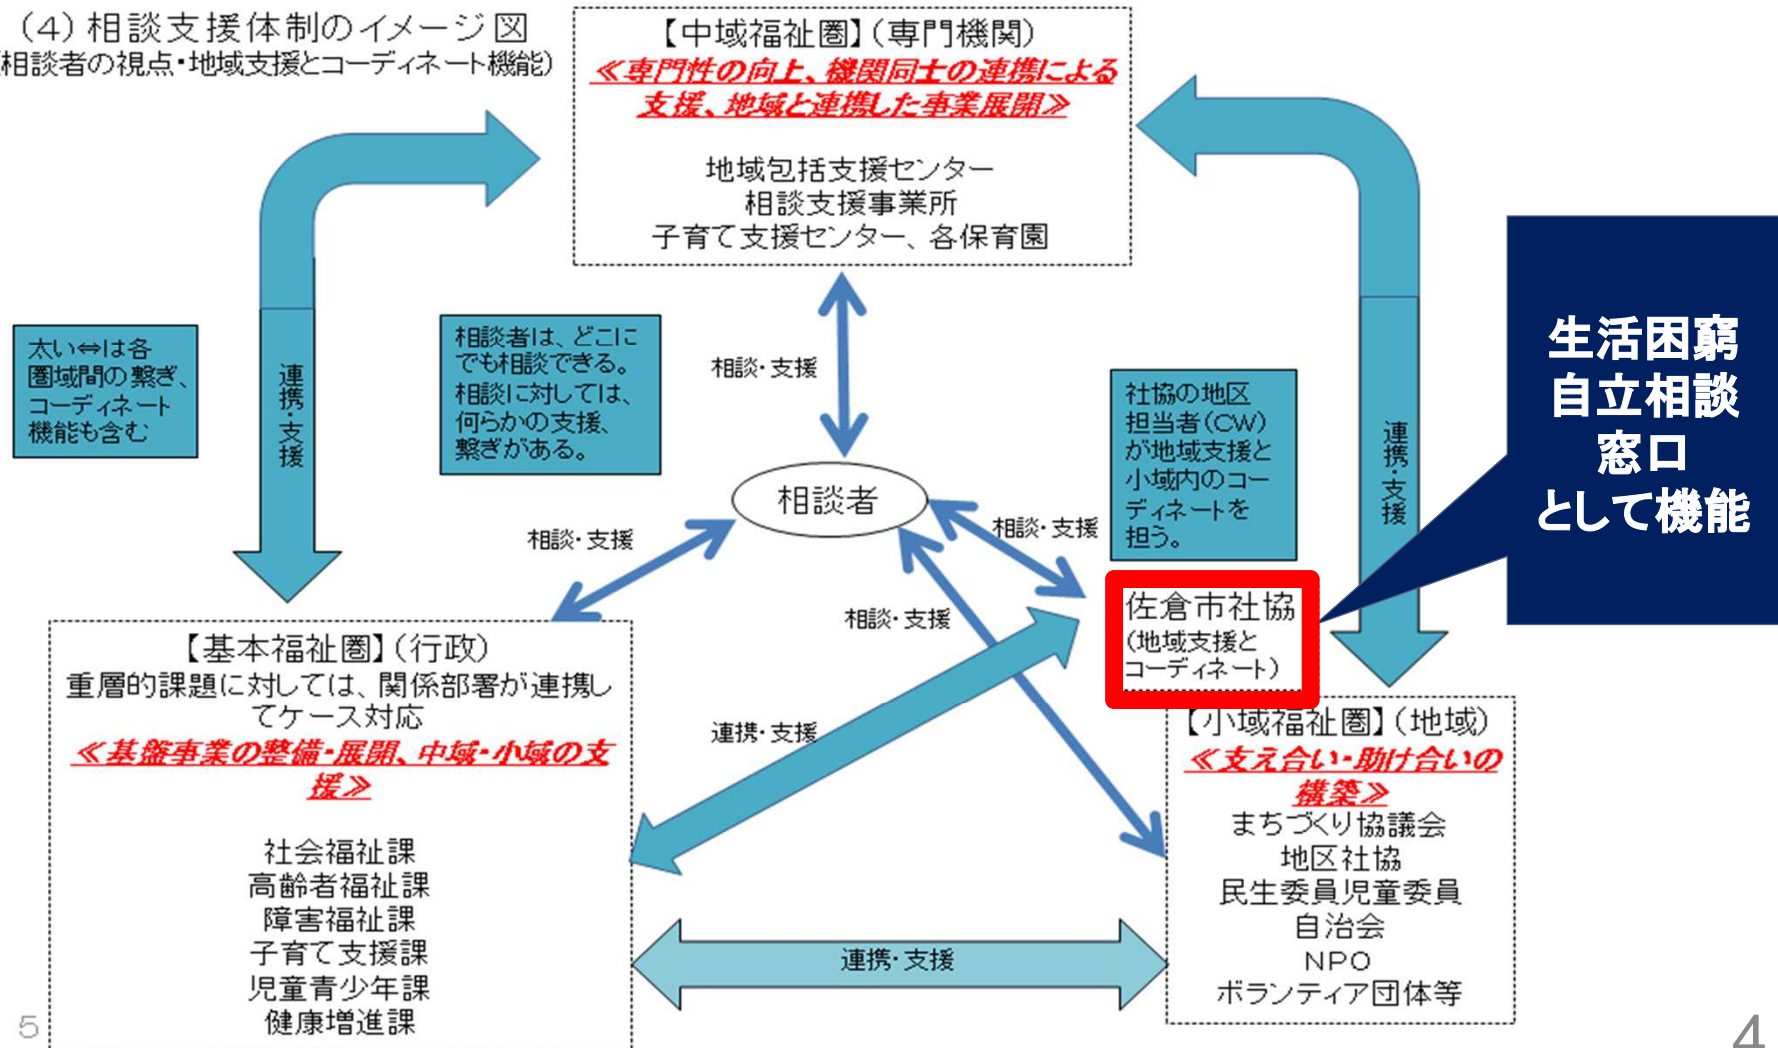 (4)相談支援体制のイメージ図
相談者の視点・地域支援とコーディネート機能)
【中域福祉圏】(専門機関)
≪専門性の向上、機関同士の連携による
支援、地域と連携した事業展開≫
地域包括支援センター
相談支援事業所
子育て支援センター、各保育園
太い⇔は各
圏域間の繋ぎ、
コーディネート
機能も含む
連携・支援
相談者は、どこに
でも相談できる。
相談に対しては、
何らかの支援、
繋ぎがある。
相談・支援
社協の地区
担当者(CW)
が地域支援と
小域内のコー
ディネートを
担う。
連携・支援
生活困窮
自立相談
窓口
として機能
相談者
相談・支援
相談・支援
相談・支援
佐倉市社協
(地域支援と
コーディネート)
【基本福祉圏】(行政)
重層的課題に対しては、関係部署が連携し
てケース対応
≪基盤事業の整備・展開、中域・小域の支
援≫
社会福祉課
高齢者福祉課
障害福祉課
子育て支援課
児童青少年課
健康増進課
連携・支援
連携・支援
【小域福祉圏】(地域)
≪支え合い・助け合いの
構築≫
まちづくり協議会
地区社協
民生委員児童委員
自治会
NPO
ボランティア団体等
5
4